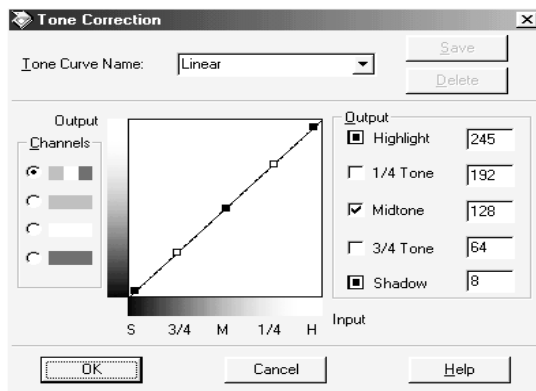 Tone Correction
Tone Curve Name:
Linear
Save
Delete
Output
Channels
S 3/4 M 1/4 H
Input
Output
Highlight 245
1/4 Tone 192
Midtone 128
3/4 Tone 64
Shadow 8
OK
Cancel
Help